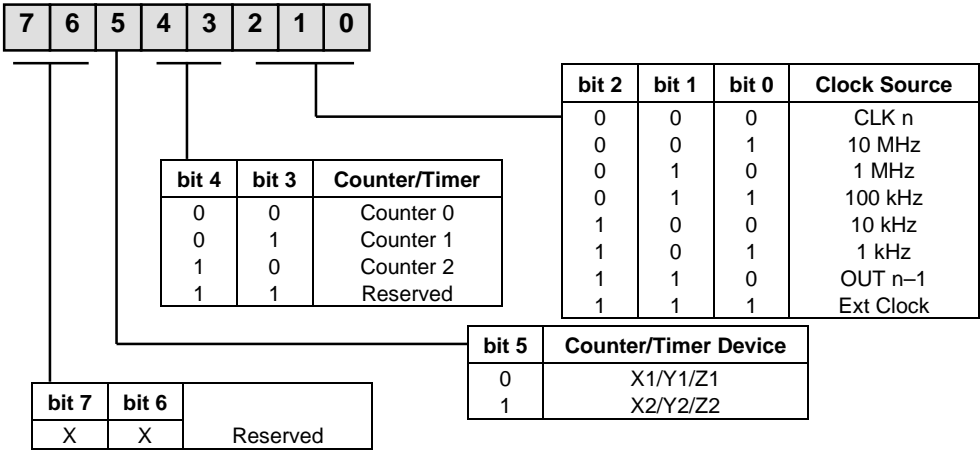 7 6 5 4 3 2 1 0
bit 2 bit 1 bit 0 Clock Source
0 0 0 CLK n
0 0 1 10 MHz
0 1 0 1 MHz
0 1 1 100 kHz
1 0 0 10 kHz
1 0 1 1 kHz
1 1 0 OUT n–1
1 1 1 Ext Clock
bit 4 bit 3 Counter/Timer
0 0 Counter 0
0 1 Counter 1
1 0 Counter 2
1 1 Reserved
bit 5 Counter/Timer Device
0 X1/Y1/Z1
1 X2/Y2/Z2
bit 7 bit 6
X X Reserved